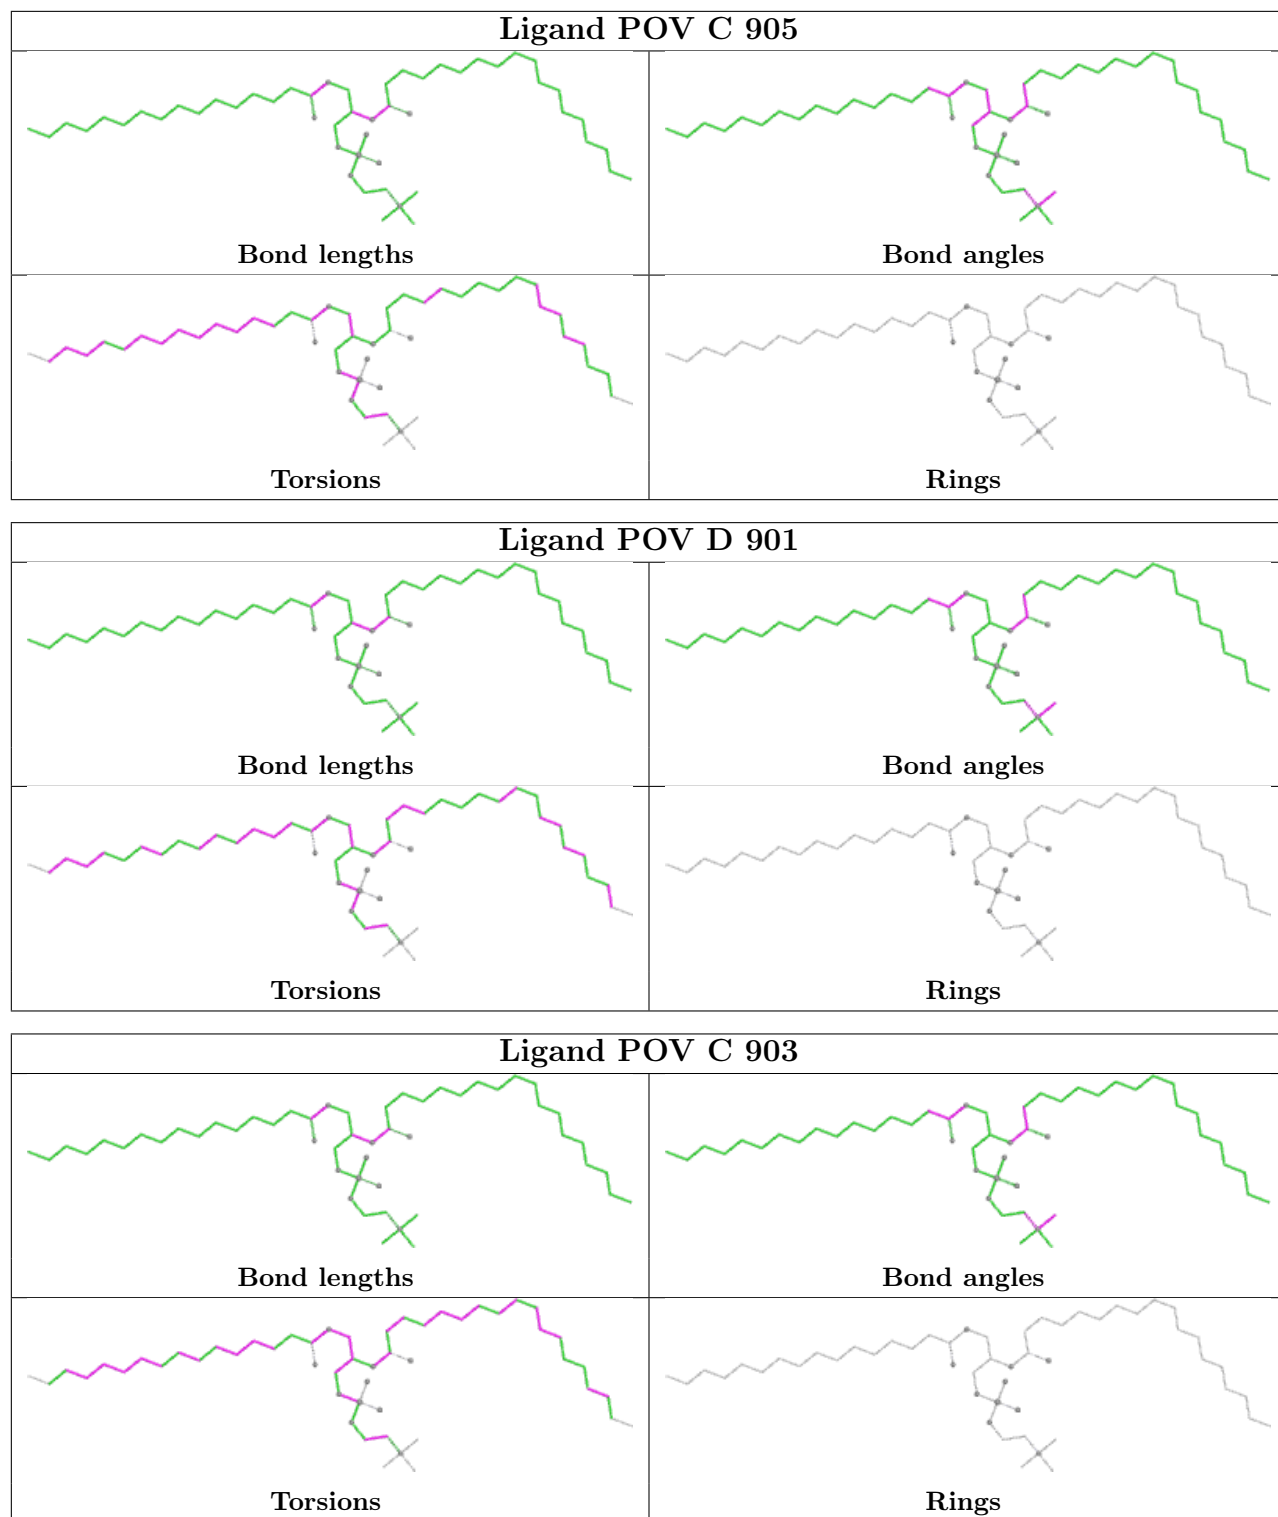 Ligand POV C 905
Bond lengths
Bond angles
Torsions
Rings
Ligand POV D 901
Bond lengths
Bond angles
Torsions
Rings
Ligand POV C 903
Bond lengths
Bond angles
Torsions
Rings